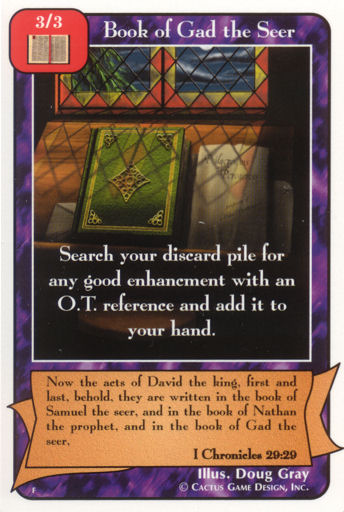 3/3
Book of Gad the Seer
Search your discard pile for
any good enhancment with an
O.T. reference and add it to
your hand.
Now the acts of David the king, first and
last, behold, they are written in the book of
Samuel the seer, and in the book of Nathan
the prophet, and in the book of Gad the
seer,
I Chronicles 29:29
Illus. Doug Gray
F
© Cactus Game Design, Inc.